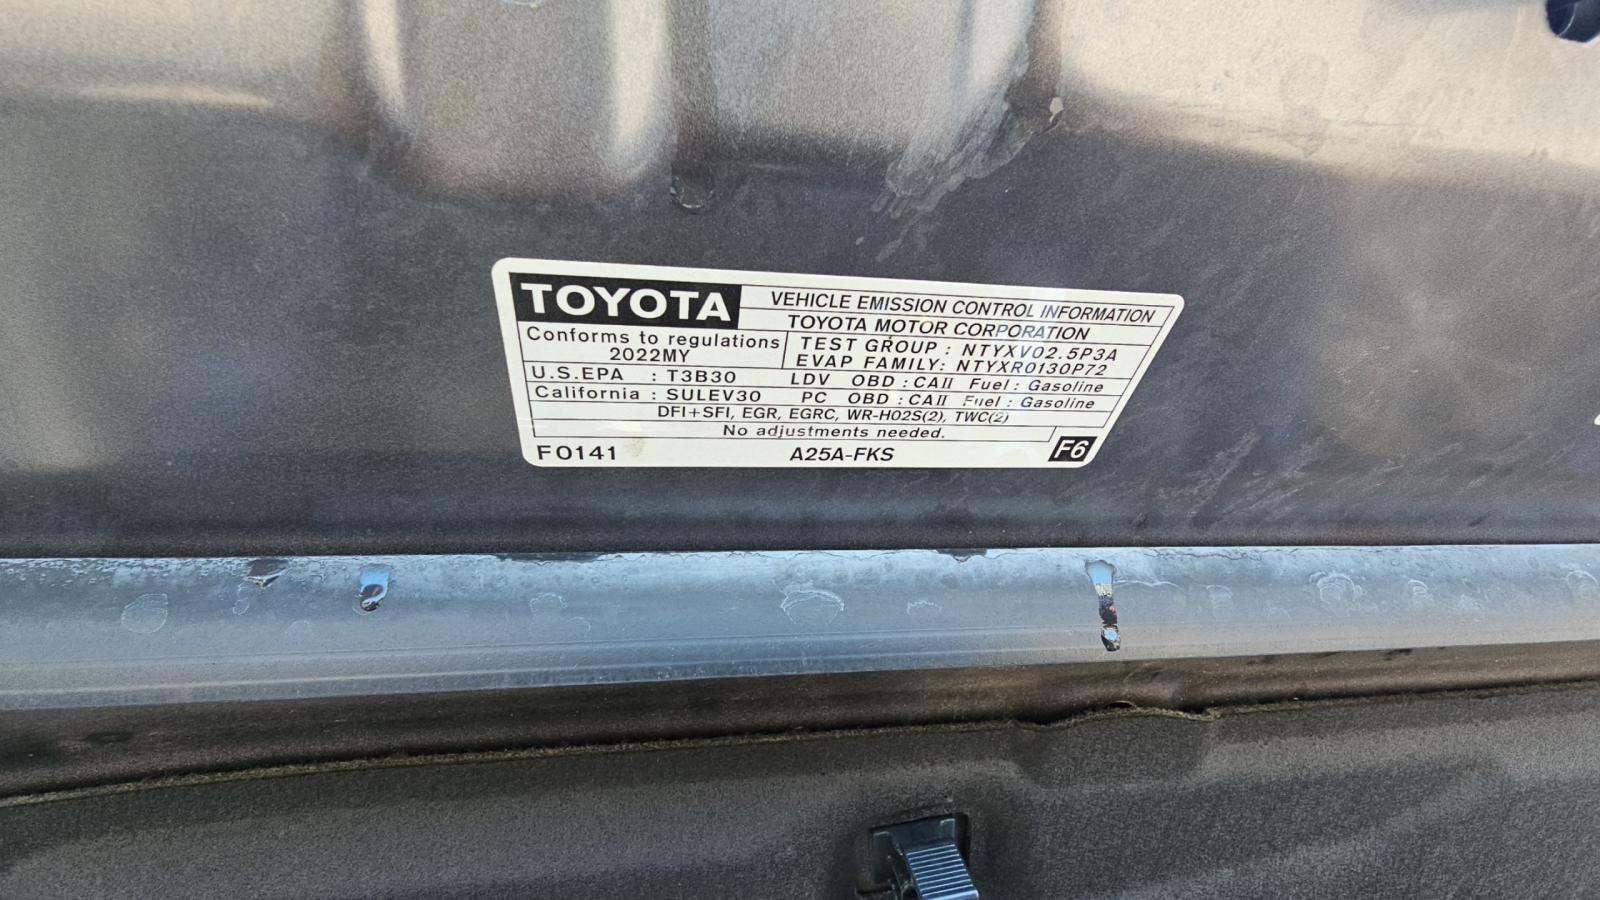 TOYOTA VEHICLE EMISSION CONTROL INFORMATION
TOYOTA MOTOR CORPORATION
Conforms to regulations
2022MY
TEST GROUP : NTYXV02.5P3A
EVAP FAMILY: NTYXR0130P72
U.S.EPA : T3B30 LDV OBD : CAII Fuel : Gasoline
California : SULEV30 PC OBD : CAII Fuel : Gasoline
DFI+SFI, EGR, EGRC, WR-HO2S(2), TWC(2)
No adjustments needed.
F0141 A25A-FKS F6